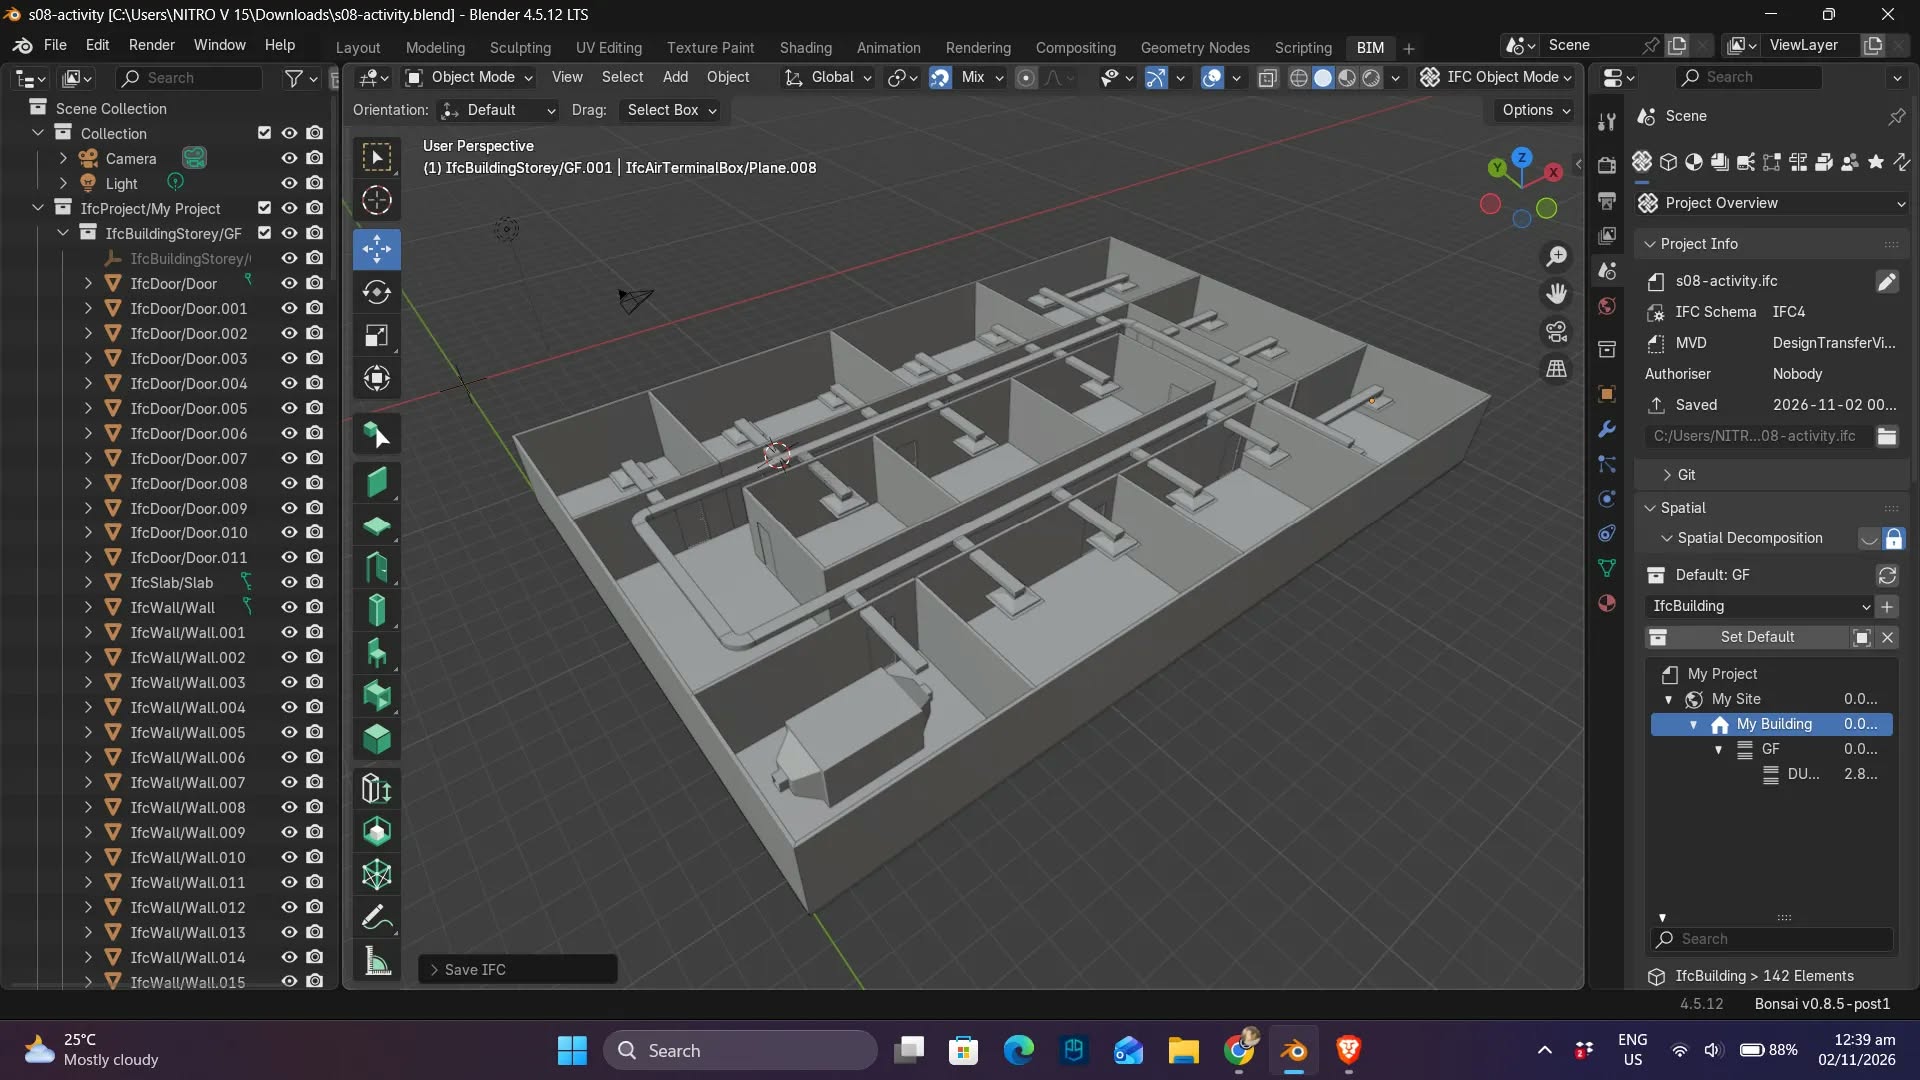 s08-activity [C:\Users\NITRO V 15\Downloads\s08-activity.blend] - Blender 4.5.12 LTS
File Edit Render Window Help
Layout Modeling Sculpting UV Editing Texture Paint Shading Animation Rendering Compositing Geometry Nodes Scripting BIM
Scene
ViewLayer
Search
Object Mode View Select Add Object
Global
Mix
IFC Object Mode
Search
Orientation: Default Drag: Select Box
Options
Scene Collection
Collection
Camera
Light
IfcProject/My Project
IfcBuildingStorey/GF
IfcBuildingStorey/
IfcDoor/Door
IfcDoor/Door.001
IfcDoor/Door.002
IfcDoor/Door.003
IfcDoor/Door.004
IfcDoor/Door.005
IfcDoor/Door.006
IfcDoor/Door.007
IfcDoor/Door.008
IfcDoor/Door.009
IfcDoor/Door.010
IfcDoor/Door.011
IfcSlab/Slab
IfcWall/Wall
IfcWall/Wall.001
IfcWall/Wall.002
IfcWall/Wall.003
IfcWall/Wall.004
IfcWall/Wall.005
IfcWall/Wall.006
IfcWall/Wall.007
IfcWall/Wall.008
IfcWall/Wall.009
IfcWall/Wall.010
IfcWall/Wall.011
IfcWall/Wall.012
IfcWall/Wall.013
IfcWall/Wall.014
IfcWall/Wall.015
User Perspective
(1) IfcBuildingStorey/GF.001 | IfcAirTerminalBox/Plane.008
Z
Y
X
Save IFC
Scene
Project Overview
Project Info
s08-activity.ifc
IFC Schema IFC4
MVD DesignTransferVi...
Authoriser Nobody
Saved 2026-11-02 00...
C:/Users/NITR...08-activity.ifc
Git
Spatial
Spatial Decomposition
Default: GF
IfcBuilding
Set Default
My Project
My Site 0.0...
My Building 0.0...
GF 0.0...
DU... 2.8...
Search
IfcBuilding > 142 Elements
4.5.12 Bonsai v0.8.5-post1
25°C
Mostly cloudy
Search
2
ENG
US
88%
12:39 am
02/11/2026